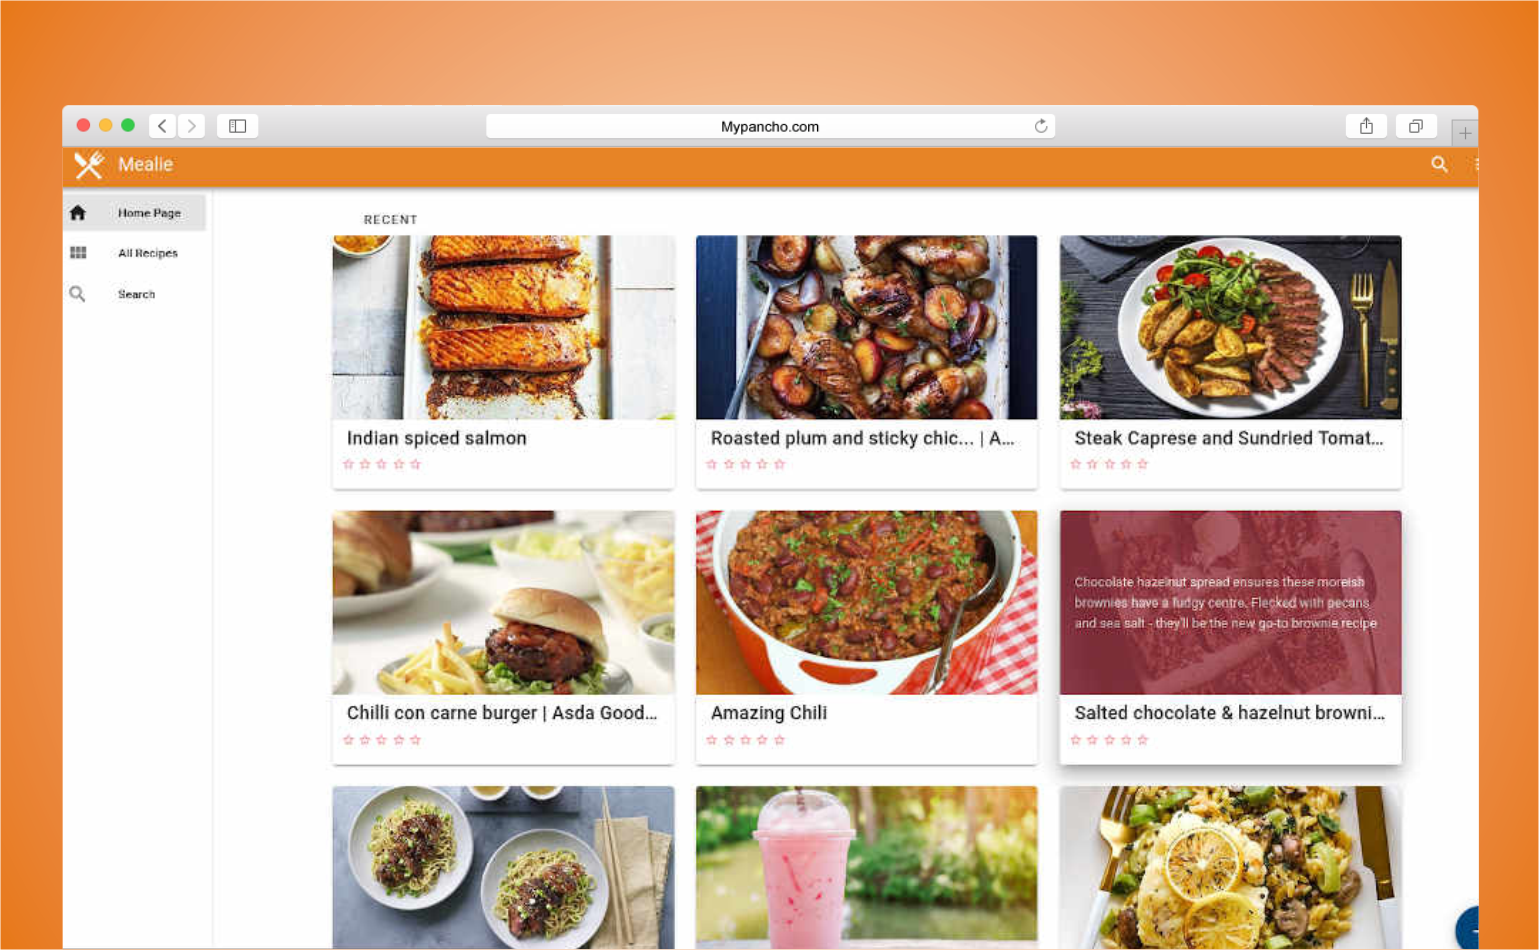 Mypancho.com
Mealie
Home Page
All Recipes
Search
RECENT
Indian spiced salmon
Roasted plum and sticky chic... | A...
Steak Caprese and Sundried Tomat...
Chocolate hazelnut spread ensures these moreish
brownies have a fudgy centre. Flecked with pecans
and sea salt - they'll be the new go-to brownie recipe
Chilli con carne burger | Asda Good...
Amazing Chili
Salted chocolate & hazelnut browni...